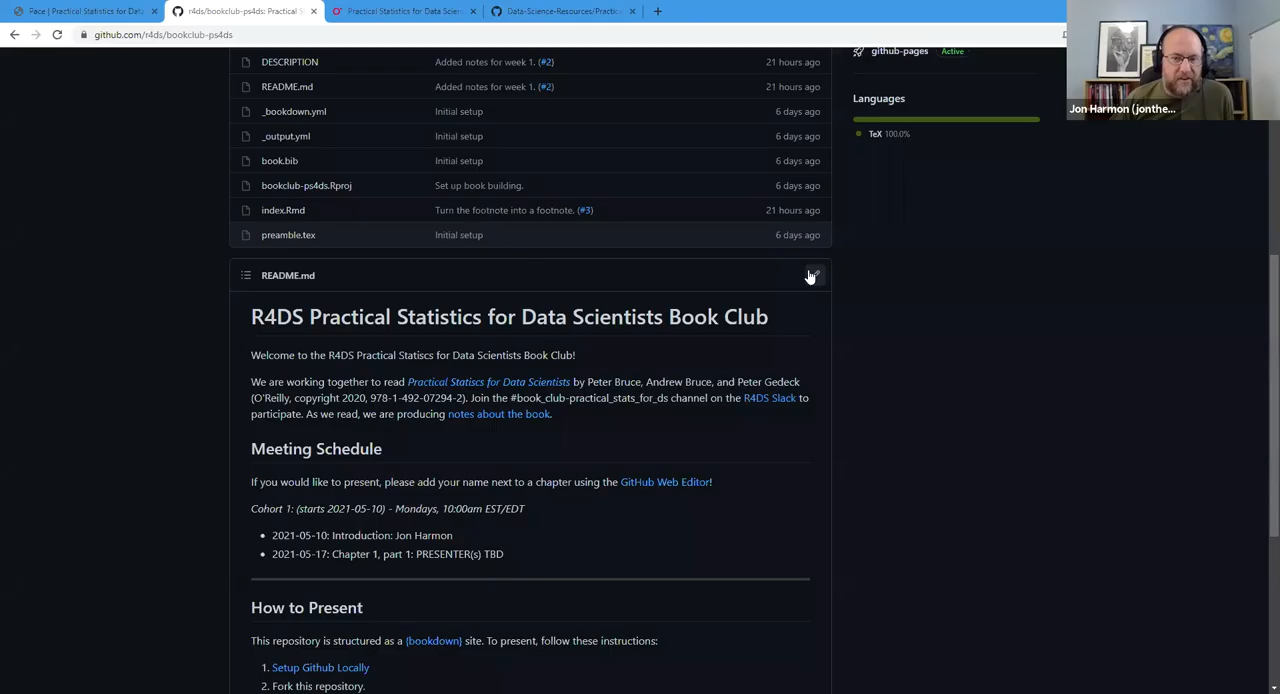 Pace | Practical Statistics for Data
r4ds/bookclub-ps4ds: Practical S
Practical Statistics for Data Scien
Data-Science-Resources/Practic
github.com/r4ds/bookclub-ps4ds
Jon Harmon (jonthe...
DESCRIPTION Added notes for week 1. (#2) 21 hours ago
README.md Added notes for week 1. (#2) 21 hours ago
_bookdown.yml Initial setup 6 days ago
_output.yml Initial setup 6 days ago
book.bib Initial setup 6 days ago
bookclub-ps4ds.Rproj Set up book building. 6 days ago
index.Rmd Turn the footnote into a footnote. (#3) 21 hours ago
preamble.tex Initial setup 6 days ago
github-pages Active
Languages
TeX 100.0%
README.md
R4DS Practical Statistics for Data Scientists Book Club
Welcome to the R4DS Practical Statiscs for Data Scientists Book Club!
We are working together to read Practical Statiscs for Data Scientists by Peter Bruce, Andrew Bruce, and Peter Gedeck
(O'Reilly, copyright 2020, 978-1-492-07294-2). Join the #book_club-practical_stats_for_ds channel on the R4DS Slack to
participate. As we read, we are producing notes about the book.
Meeting Schedule
If you would like to present, please add your name next to a chapter using the GitHub Web Editor!
Cohort 1: (starts 2021-05-10) - Mondays, 10:00am EST/EDT
• 2021-05-10: Introduction: Jon Harmon
• 2021-05-17: Chapter 1, part 1: PRESENTER(s) TBD
How to Present
This repository is structured as a {bookdown} site. To present, follow these instructions:
1. Setup Github Locally
2. Fork this repository.